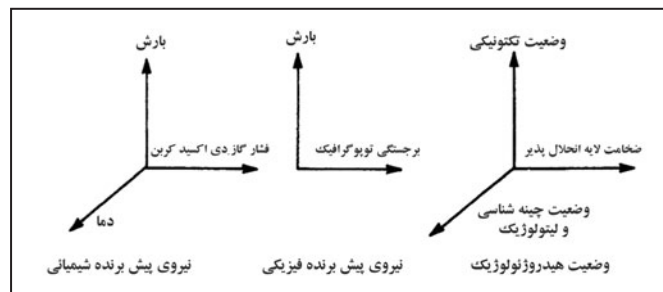 وضعیت تکتونیکی
بارش
بارش
ضخامت لایه انحلال پذیر
برجستگی توپوگرافیک
فشار گاز دی اکسید کربن
وضعیت چینه شناسی
و لیتولوژیک
دما
وضعیت هیدروژئولوژیک
نیروی پیش برنده فیزیکی
نیروی پیش برنده شیمیائی